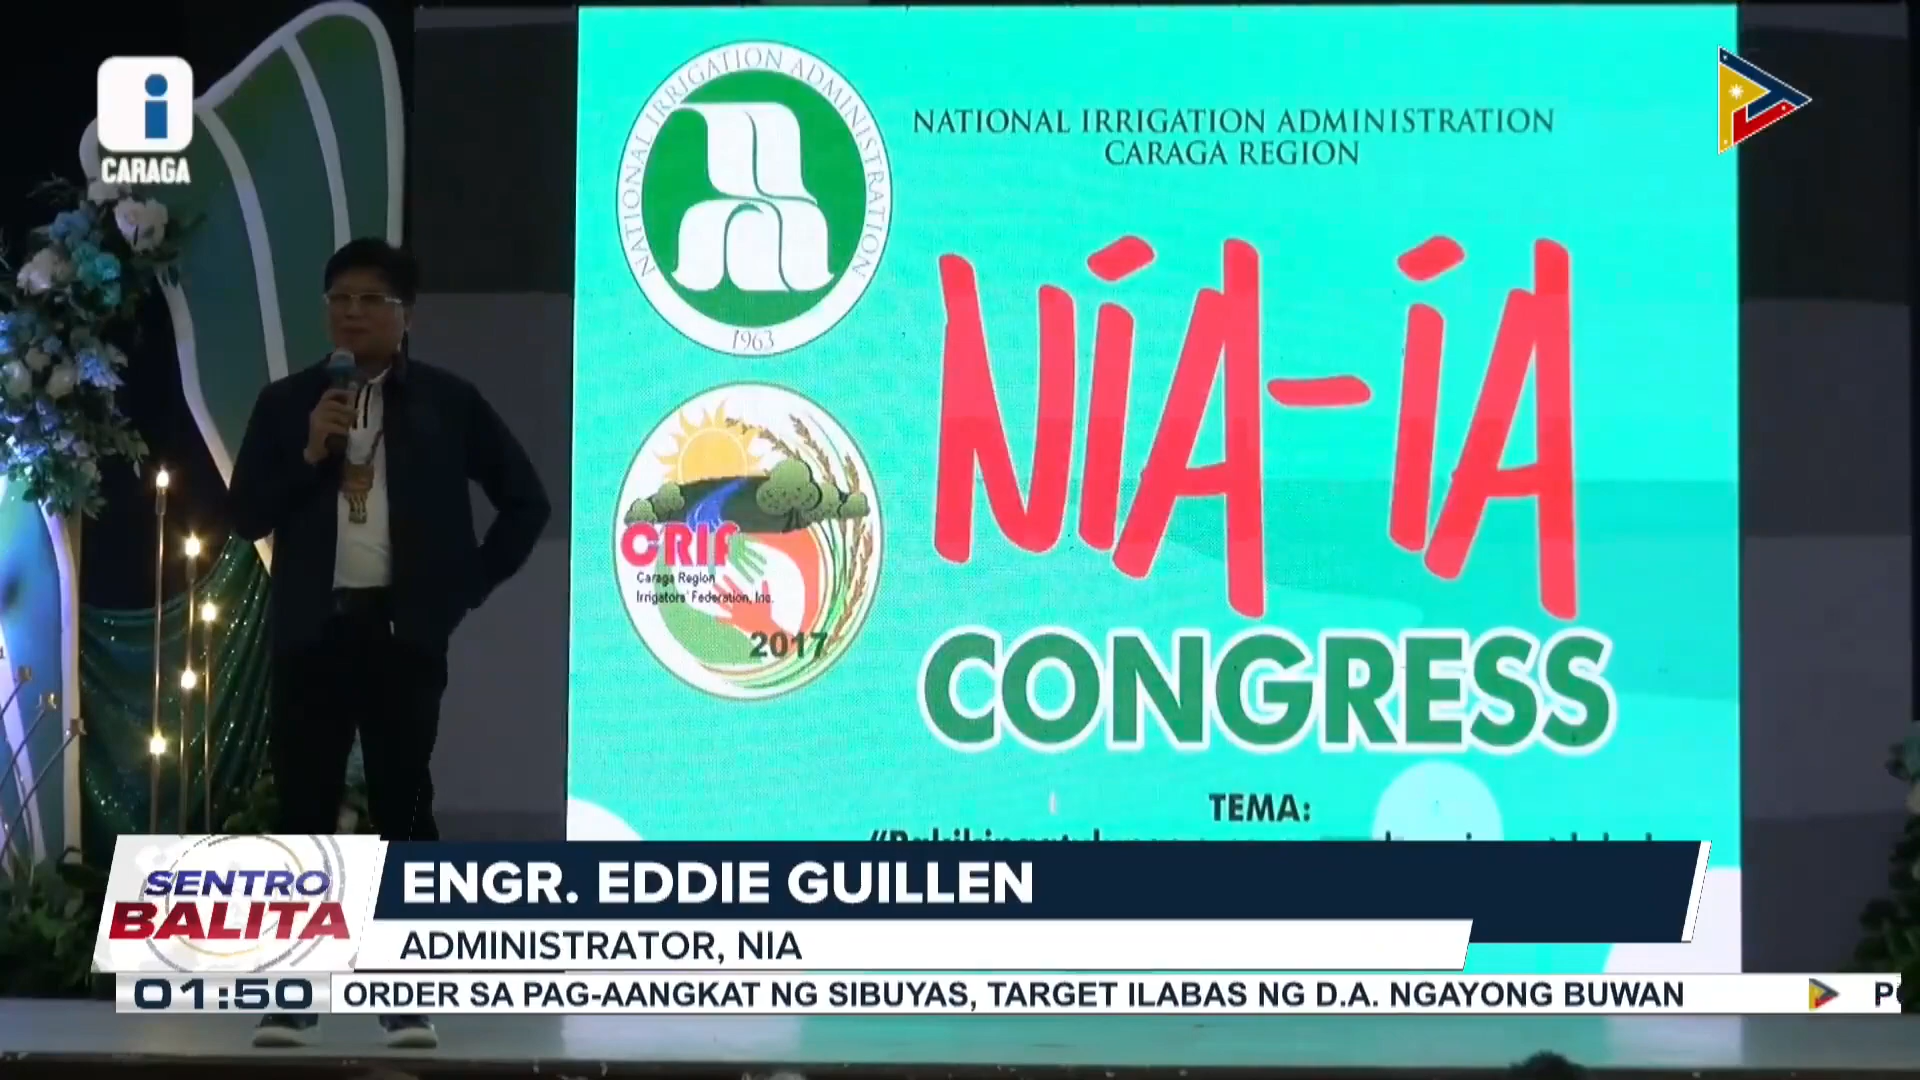 CARAGA
NATIONAL IRRIGATION ADMINISTRATION
1963
NATIONAL IRRIGATION ADMINISTRATION
CARAGA REGION
NIA-IA
CONGRESS
CRIF
Caraga Region
Irrigators' Federation, Inc.
2017
TEMA:
SENTRO
BALITA
ENGR. EDDIE GUILLEN
ADMINISTRATOR, NIA
01:50
ORDER SA PAG-AANGKAT NG SIBUYAS, TARGET ILABAS NG D.A. NGAYONG BUWAN